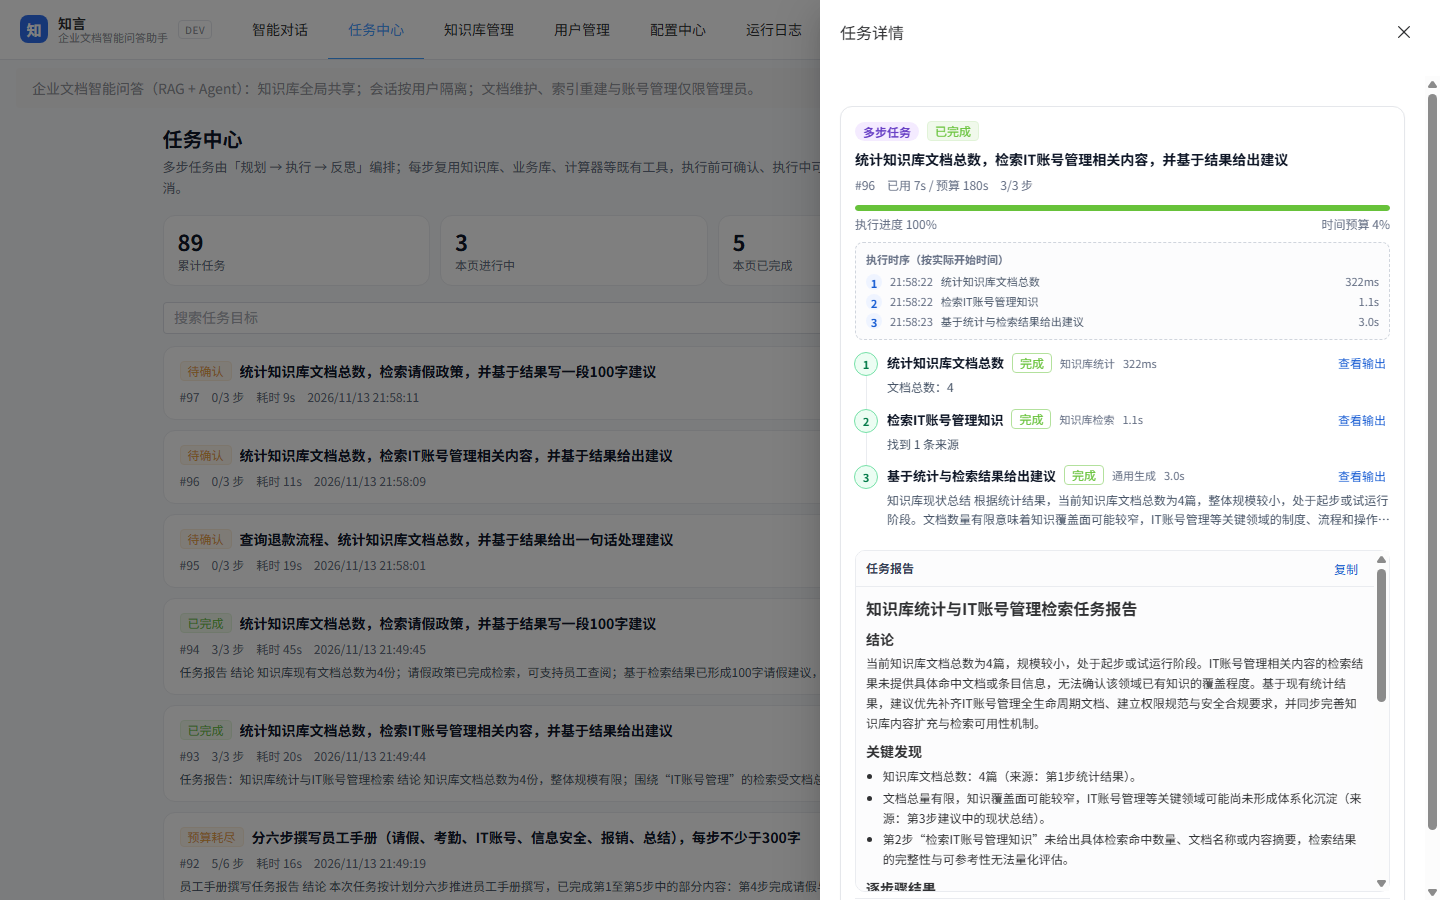 知
知言
企业文档智能问答助手
DEV
智能对话
任务中心
知识库管理
用户管理
配置中心
运行日志
企业文档智能问答（RAG + Agent）：知识库全局共享；会话按用户隔离；文档维护、索引重建与账号管理仅限管理员。
任务中心
多步任务由「规划 → 执行 → 反思」编排；每步复用知识库、业务库、计算器等既有工具，执行前可确认、执行中可
消。
89
累计任务
3
本页进行中
5
本页已完成
搜索任务目标
待确认 统计知识库文档总数，检索请假政策，并基于结果写一段100字建议
#97 0/3 步 耗时 9s 2026/11/13 21:58:11
待确认 统计知识库文档总数，检索IT账号管理相关内容，并基于结果给出建议
#96 0/3 步 耗时 11s 2026/11/13 21:58:09
待确认 查询退款流程、统计知识库文档总数，并基于结果给出一句话处理建议
#95 0/3 步 耗时 19s 2026/11/13 21:58:01
已完成 统计知识库文档总数，检索请假政策，并基于结果写一段100字建议
#94 3/3 步 耗时 45s 2026/11/13 21:49:45
任务报告 结论 知识库现有文档总数为4份；请假政策已完成检索，可支持员工查阅；基于检索结果已形成100字请假建议，
已完成 统计知识库文档总数，检索IT账号管理相关内容，并基于结果给出建议
#93 3/3 步 耗时 20s 2026/11/13 21:49:44
任务报告：知识库统计与IT账号管理检索 结论 知识库文档总数为4份，整体规模有限；围绕“IT账号管理”的检索受文档总
预算耗尽 分六步撰写员工手册（请假、考勤、IT账号、信息安全、报销、总结），每步不少于300字
#92 5/6 步 耗时 16s 2026/11/13 21:49:19
员工手册撰写任务报告 结论 本次任务按计划分六步推进员工手册撰写，已完成第1至第5步中的部分内容：第4步完成请假
任务详情
多步任务 已完成
统计知识库文档总数，检索IT账号管理相关内容，并基于结果给出建议
#96 已用 7s / 预算 180s 3/3 步
执行进度 100%
时间预算 4%
执行时序（按实际开始时间）
1 21:58:22 统计知识库文档总数 322ms
2 21:58:22 检索IT账号管理知识 1.1s
3 21:58:23 基于统计与检索结果给出建议 3.0s
1 统计知识库文档总数 完成 知识库统计 322ms 查看输出
文档总数：4
2 检索IT账号管理知识 完成 知识库检索 1.1s 查看输出
找到 1 条来源
3 基于统计与检索结果给出建议 完成 通用生成 3.0s 查看输出
知识库现状总结 根据统计结果，当前知识库文档总数为4篇，整体规模较小，处于起步或试运行
阶段。文档数量有限意味着知识覆盖面可能较窄，IT账号管理等关键领域的制度、流程和操作…
任务报告
复制
知识库统计与IT账号管理检索任务报告
结论
当前知识库文档总数为4篇，规模较小，处于起步或试运行阶段。IT账号管理相关内容的检索结
果未提供具体命中文档或条目信息，无法确认该领域已有知识的覆盖程度。基于现有统计结
果，建议优先补齐IT账号管理全生命周期文档、建立权限规范与安全合规要求，并同步完善知
识库内容扩充与检索可用性机制。
关键发现
• 知识库文档总数：4篇（来源：第1步统计结果）。
• 文档总量有限，知识覆盖面可能较窄，IT账号管理等关键领域可能尚未形成体系化沉淀（来
源：第3步建议中的现状总结）。
• 第2步“检索IT账号管理知识”未给出具体检索命中数量、文档名称或内容摘要，检索结果
的完整性与可参考性无法量化评估。
逐步骤结果